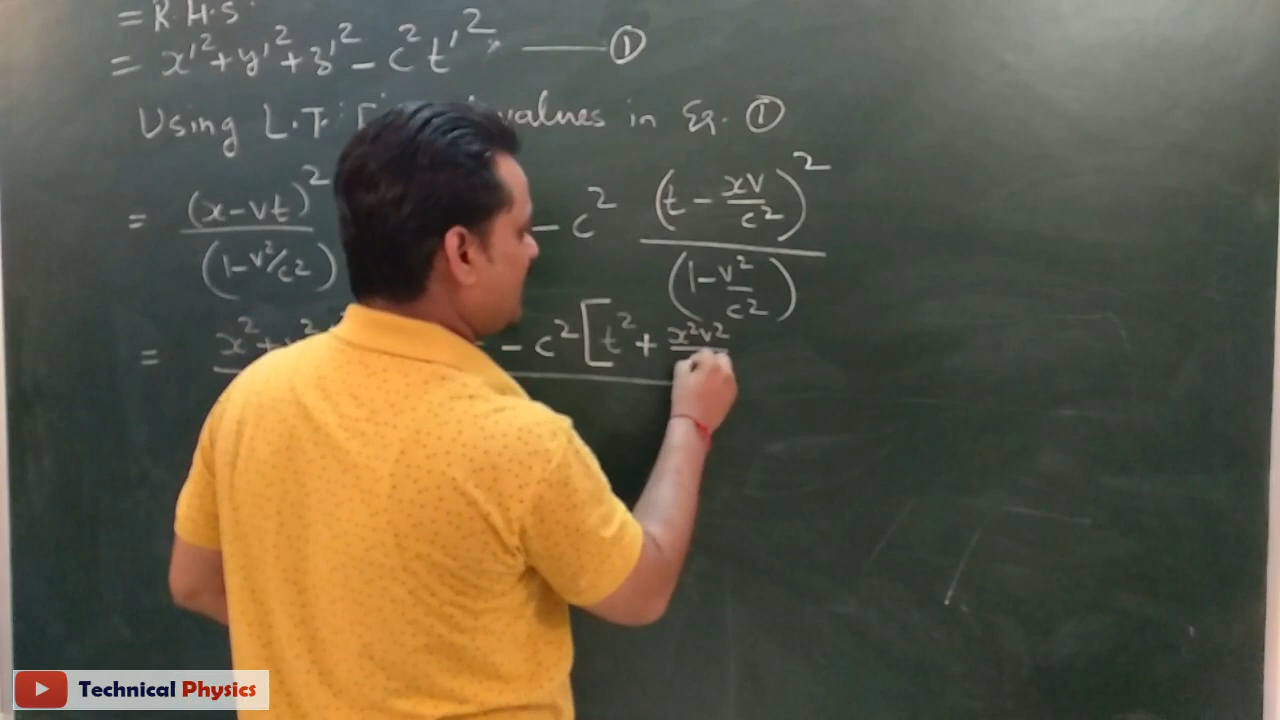 = R.H.S.
= x'² + y'² + z'² - c²t'² ——— ①
Using L.T. values in Eq. ①
= (x-vt)² / (1-v²/c²) - c² (t - xv/c²)² / (1-v²/c²)
= x² + - c² [t² + x²v²
Technical Physics